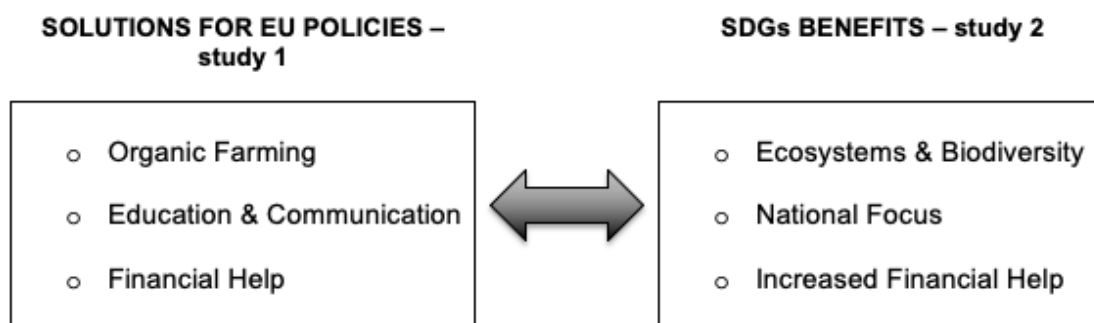 SOLUTIONS FOR EU POLICIES –
study 1
SDGs BENEFITS – study 2
o Organic Farming
o Education & Communication
o Financial Help
o Ecosystems & Biodiversity
o National Focus
o Increased Financial Help